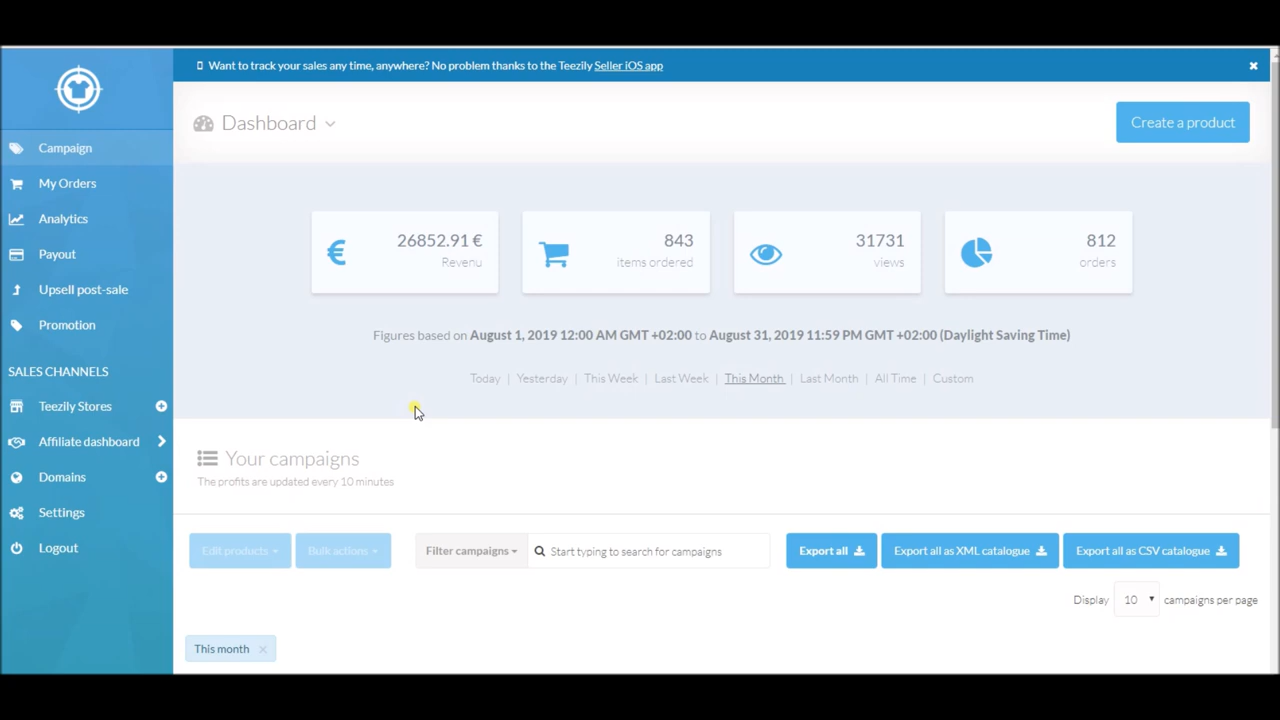 Want to track your sales any time, anywhere? No problem thanks to the Teezily Seller iOS app
Dashboard
Create a product
Campaign
My Orders
Analytics
Payout
Upsell post-sale
Promotion
SALES CHANNELS
Teezily Stores
Affiliate dashboard
Domains
Settings
Logout
26852.91 €
Revenu
843
items ordered
31731
views
812
orders
Figures based on August 1, 2019 12:00 AM GMT +02:00 to August 31, 2019 11:59 PM GMT +02:00 (Daylight Saving Time)
Today | Yesterday | This Week | Last Week | This Month | Last Month | All Time | Custom
Your campaigns
The profits are updated every 10 minutes
Edit products
Bulk actions
Filter campaigns
Start typing to search for campaigns
Export all
Export all as XML catalogue
Export all as CSV catalogue
Display 10 campaigns per page
This month